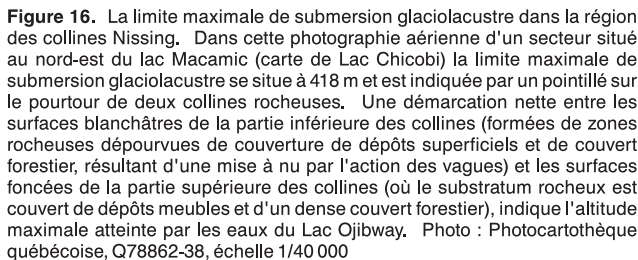 Figure 16. La limite maximale de submersion glaciolacustre dans la région
des collines Nissing. Dans cette photographie aérienne d'un secteur situé
au nord-est du lac Macamic (carte de Lac Chicobi) la limite maximale de
submersion glaciolacustre se situe à 418 m et est indiquée par un pointillé sur
le pourtour de deux collines rocheuses. Une démarcation nette entre les
surfaces blanchâtres de la partie inférieure des collines (formées de zones
rocheuses dépourvues de couverture de dépôts superficiels et de couvert
forestier, résultant d'une mise à nu par l'action des vagues) et les surfaces
foncées de la partie supérieure des collines (où le substratum rocheux est
couvert de dépôts meubles et d'un dense couvert forestier), indique l'altitude
maximale atteinte par les eaux du Lac Ojibway. Photo : Photocartothèque
québécoise, Q78862-38, échelle 1/40 000